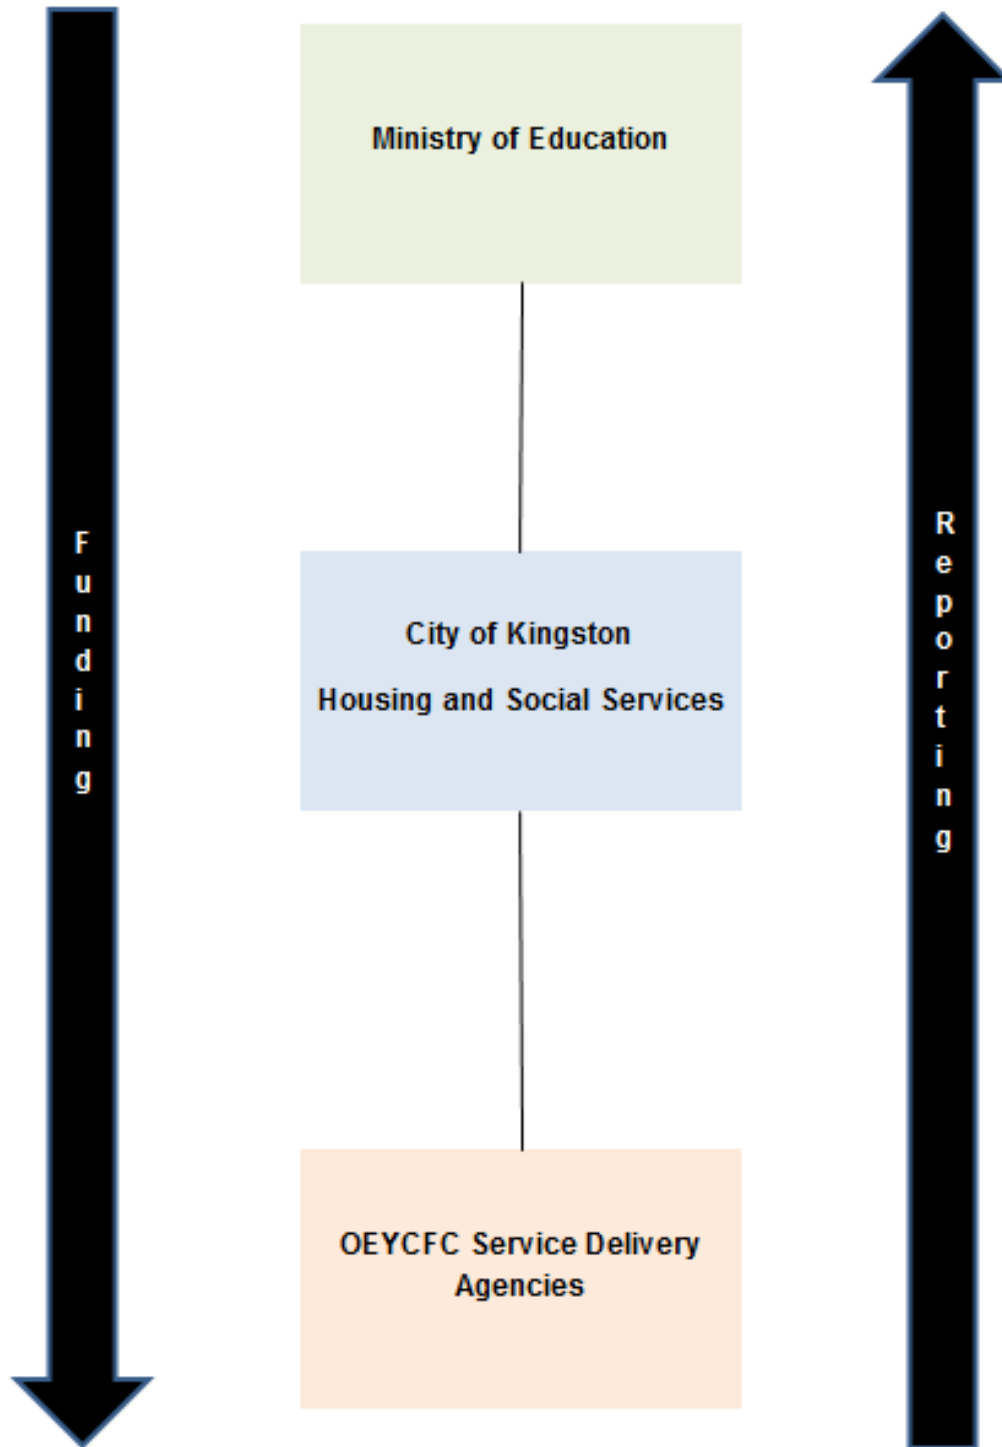 Funding
Ministry of Education
City of Kingston
Housing and Social Services
OEYCFC Service Delivery
Agencies
Reporting